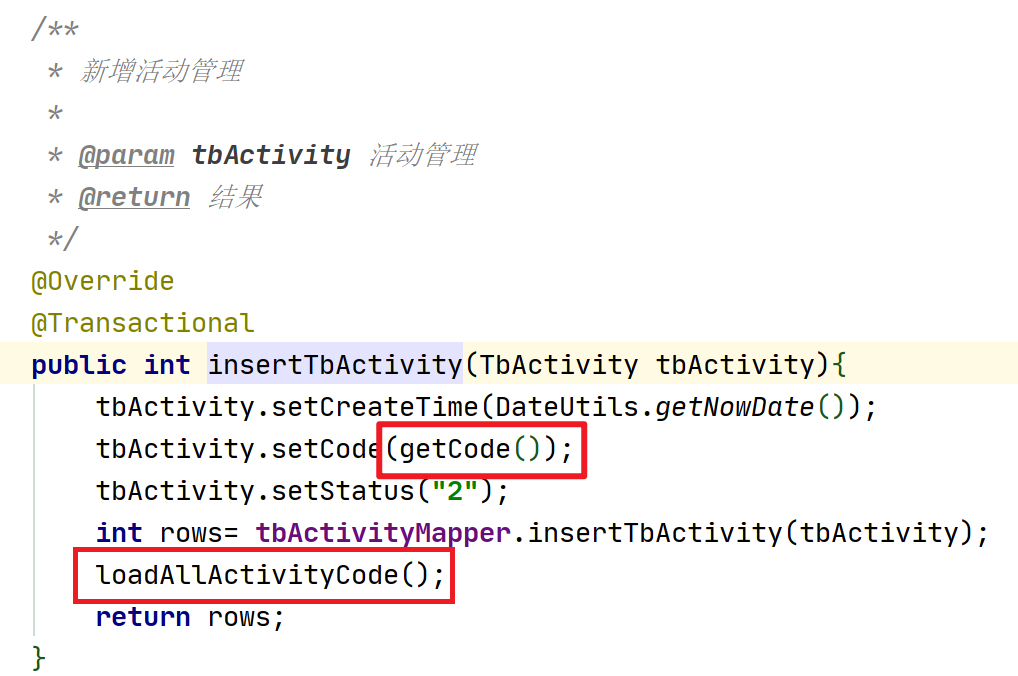 /**
* 新增活动管理
*
* @param tbActivity 活动管理
* @return 结果
*/
@Override
@Transactional
public int insertTbActivity(TbActivity tbActivity){
tbActivity.setCreateTime(DateUtils.getNowDate());
tbActivity.setCode(getCode());
tbActivity.setStatus("2");
int rows= tbActivityMapper.insertTbActivity(tbActivity);
loadAllActivityCode();
return rows;
}